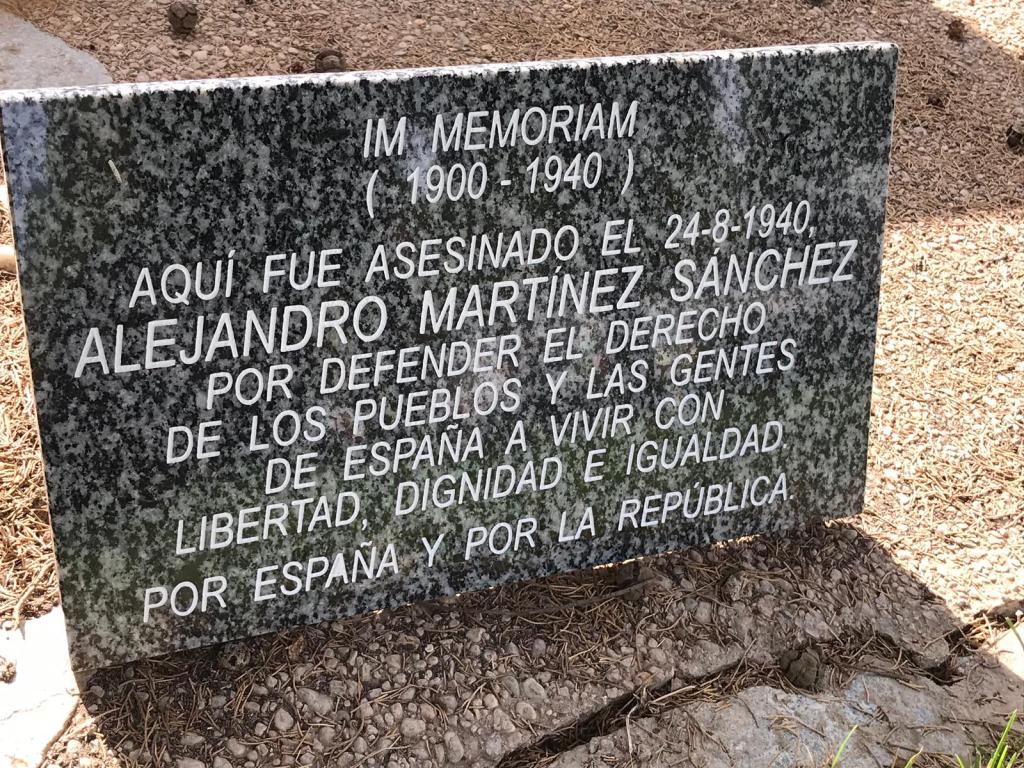 IM MEMORIAM
( 1900 - 1940 )
AQUÍ FUE ASESINADO EL 24-8-1940,
ALEJANDRO MARTÍNEZ SÁNCHEZ
POR DEFENDER EL DERECHO
DE LOS PUEBLOS Y LAS GENTES
DE ESPAÑA A VIVIR CON
LIBERTAD, DIGNIDAD E IGUALDAD.
POR ESPAÑA Y POR LA REPÚBLICA.